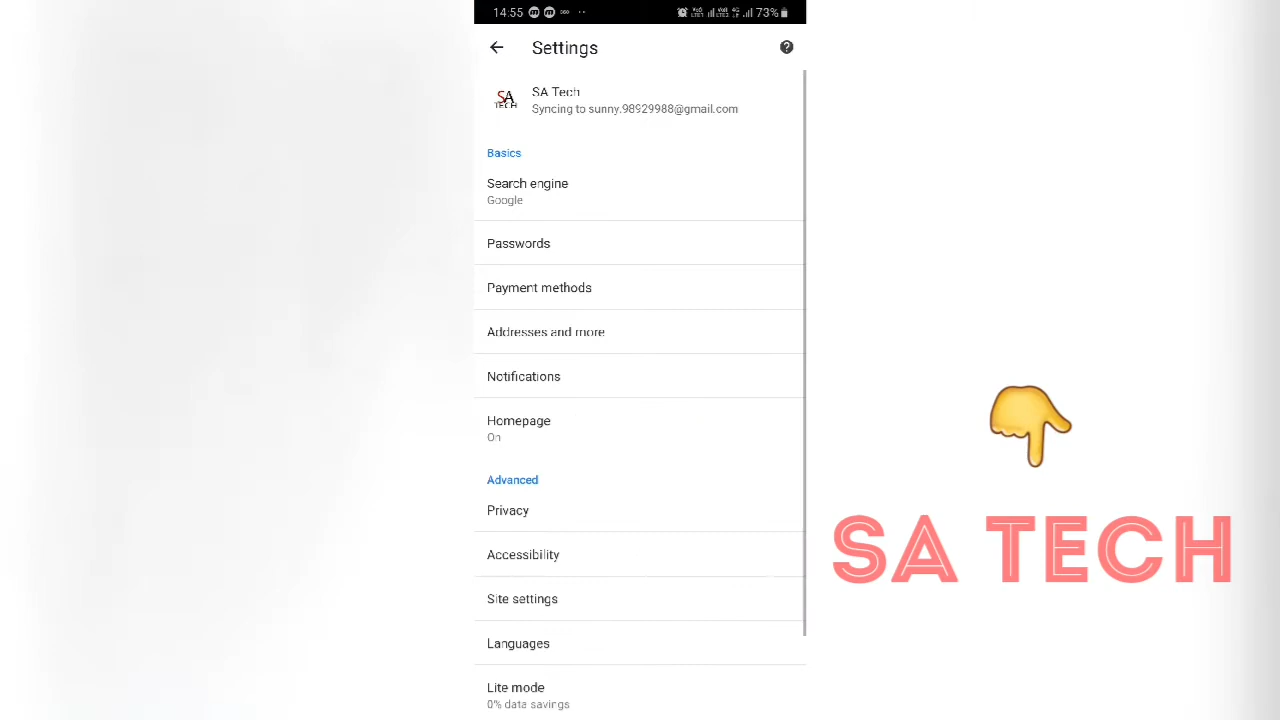 14:55 73%
Settings
SA Tech
Syncing to sunny.98929988@gmail.com
SA
TECH
Basics
Search engine
Google
Passwords
Payment methods
Addresses and more
Notifications
Homepage
On
Advanced
Privacy
Accessibility
Site settings
Languages
Lite mode
0% data savings
SA TECH